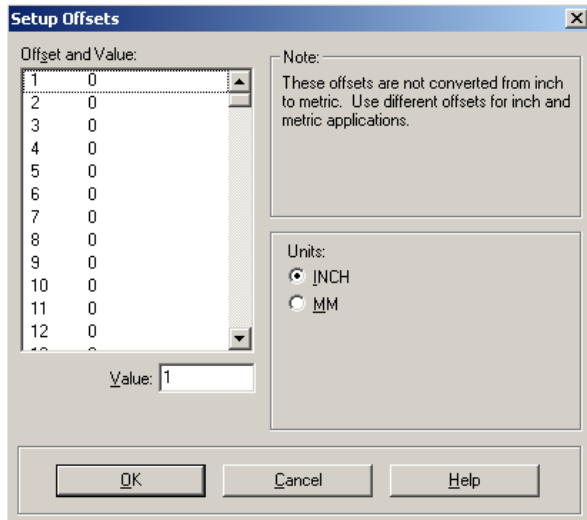 Setup Offsets
Offset and Value:
1 0
2 0
3 0
4 0
5 0
6 0
7 0
8 0
9 0
10 0
11 0
12 0
Value: 1
Note:
These offsets are not converted from inch
to metric. Use different offsets for inch and
metric applications.
Units:
INCH
MM
OK
Cancel
Help